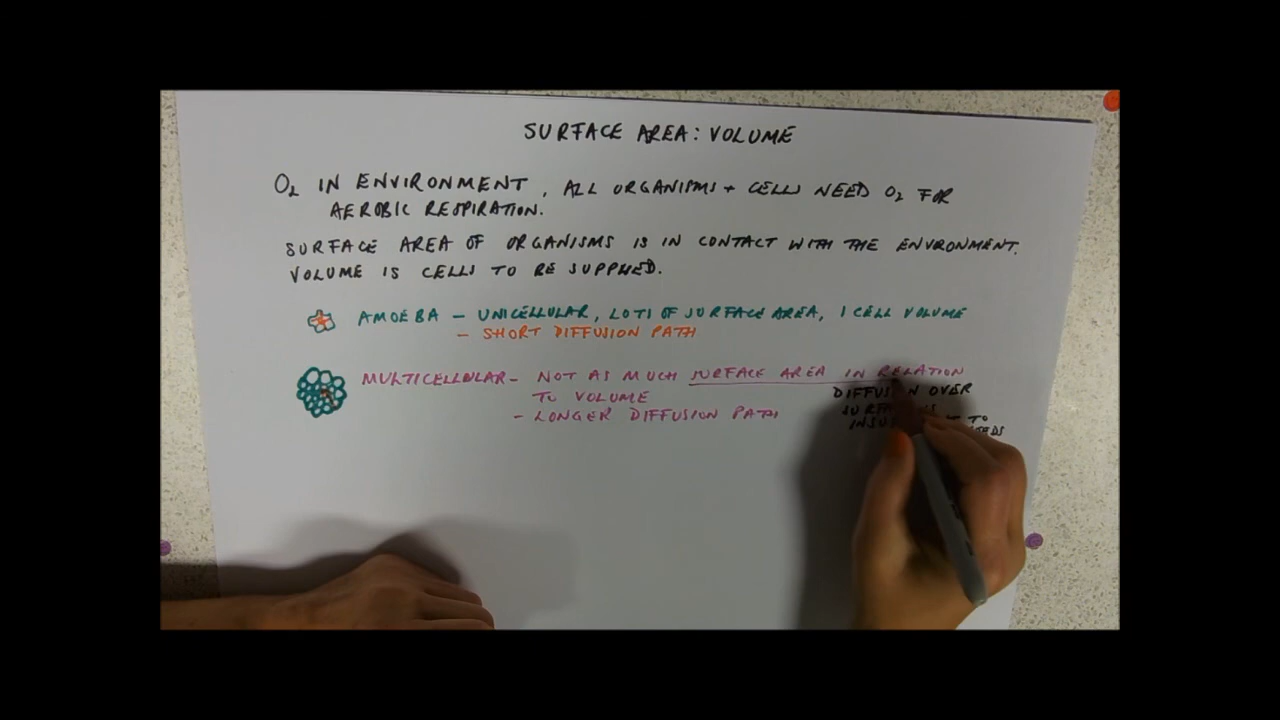 SURFACE AREA: VOLUME
O₂ IN ENVIRONMENT, ALL ORGANISMS + CELLS NEED O₂ FOR
AEROBIC RESPIRATION.
SURFACE AREA OF ORGANISMS IS IN CONTACT WITH THE ENVIRONMENT.
VOLUME IS CELLS TO BE SUPPLIED.
AMOEBA – UNICELLULAR, LOTS OF SURFACE AREA, 1 CELL VOLUME
– SHORT DIFFUSION PATH
MULTICELLULAR – NOT AS MUCH SURFACE AREA IN RELATION
TO VOLUME
– LONGER DIFFUSION PATH
DIFFUSION OVER
TO